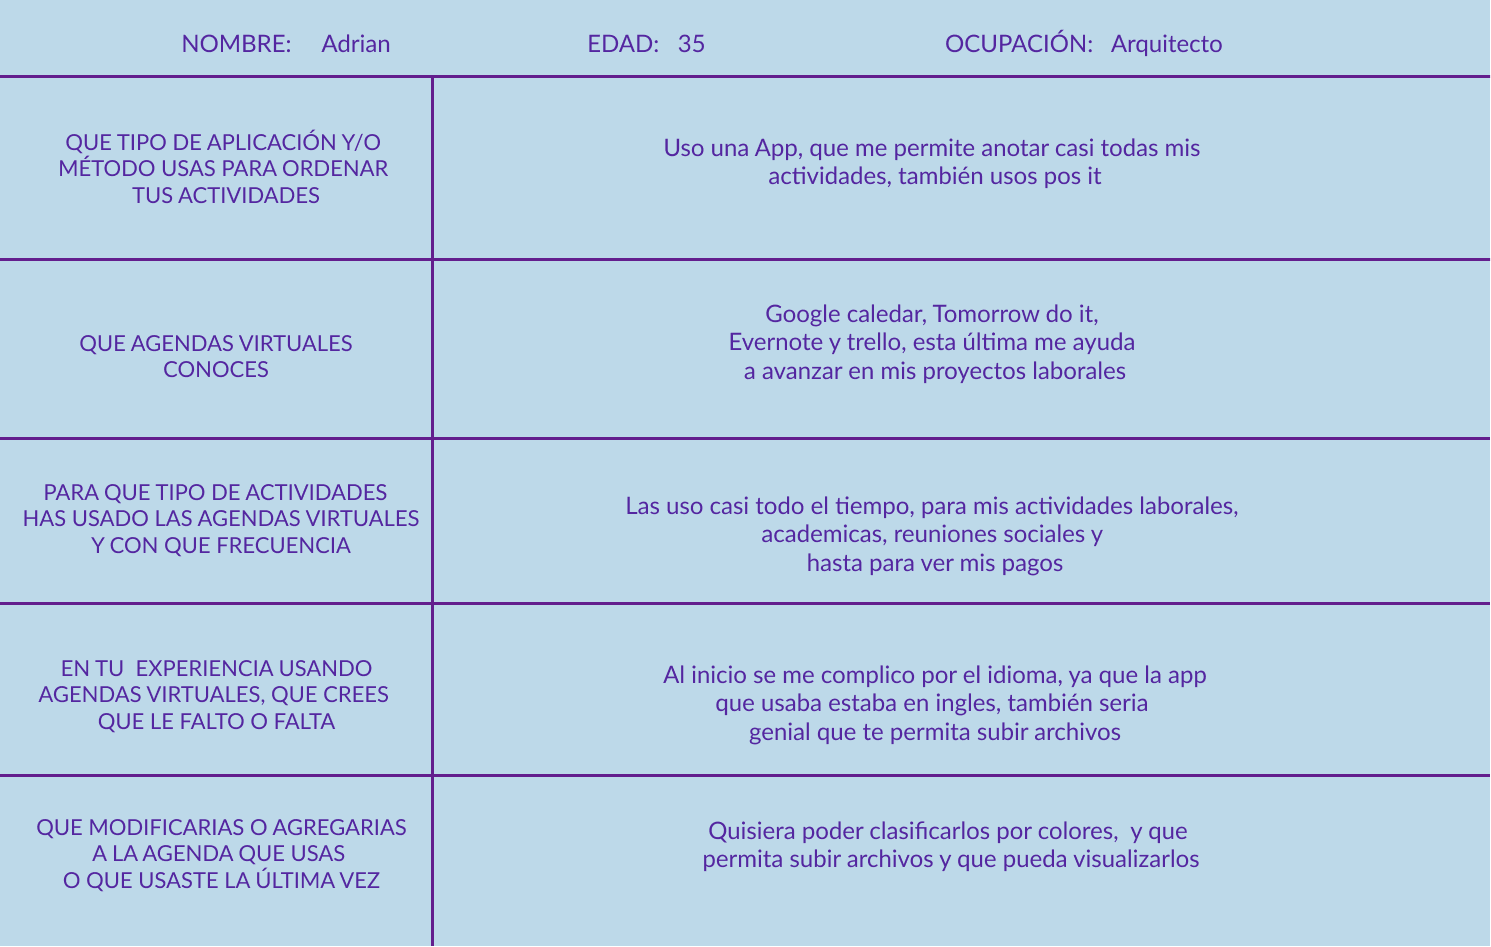 NOMBRE: Adrian EDAD: 35 OCUPACIÓN: Arquitecto
QUE TIPO DE APLICACIÓN Y/O
MÉTODO USAS PARA ORDENAR
TUS ACTIVIDADES
Uso una App, que me permite anotar casi todas mis
actividades, también usos pos it
QUE AGENDAS VIRTUALES
CONOCES
Google caledar, Tomorrow do it,
Evernote y trello, esta última me ayuda
a avanzar en mis proyectos laborales
PARA QUE TIPO DE ACTIVIDADES
HAS USADO LAS AGENDAS VIRTUALES
Y CON QUE FRECUENCIA
Las uso casi todo el tiempo, para mis actividades laborales,
academicas, reuniones sociales y
hasta para ver mis pagos
EN TU EXPERIENCIA USANDO
AGENDAS VIRTUALES, QUE CREES
QUE LE FALTO O FALTA
Al inicio se me complico por el idioma, ya que la app
que usaba estaba en ingles, también seria
genial que te permita subir archivos
QUE MODIFICARIAS O AGREGARIAS
A LA AGENDA QUE USAS
O QUE USASTE LA ÚLTIMA VEZ
Quisiera poder clasificarlos por colores, y que
permita subir archivos y que pueda visualizarlos